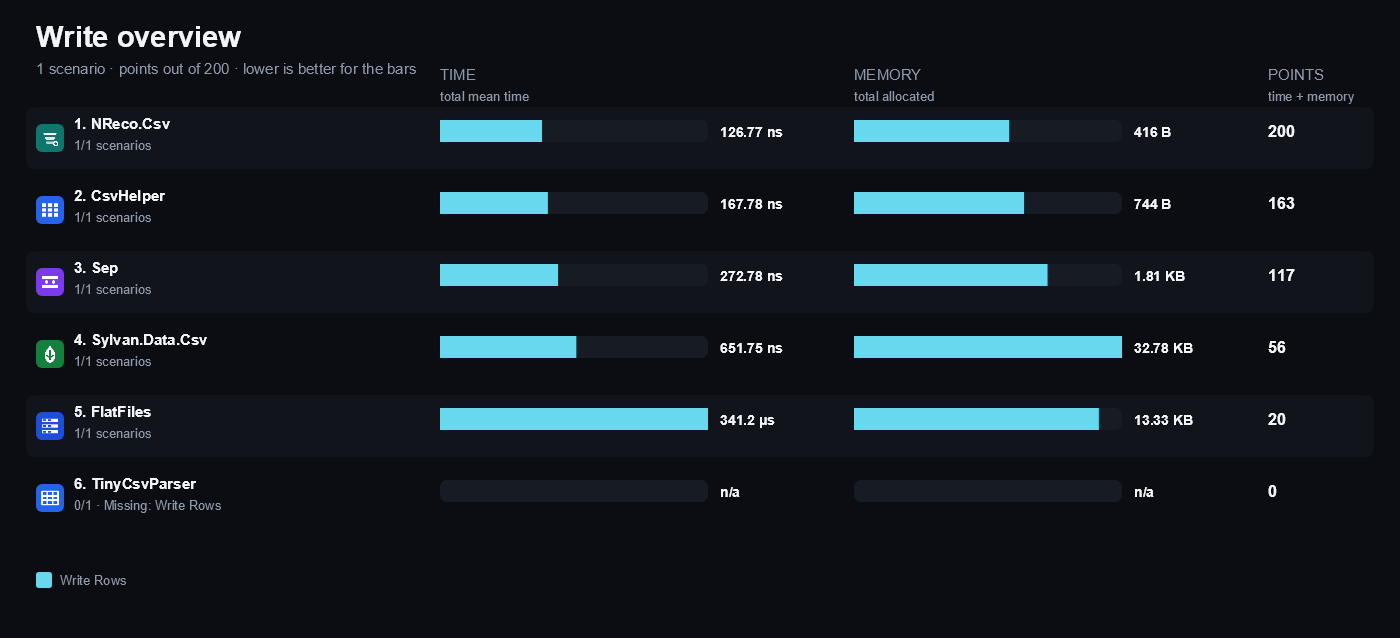 Write overview
1 scenario · points out of 200 · lower is better for the bars
TIME
total mean time
MEMORY
total allocated
POINTS
time + memory
1. NReco.Csv
1/1 scenarios
126.77 ns
416 B
200
2. CsvHelper
1/1 scenarios
167.78 ns
744 B
163
3. Sep
1/1 scenarios
272.78 ns
1.81 KB
117
4. Sylvan.Data.Csv
1/1 scenarios
651.75 ns
32.78 KB
56
5. FlatFiles
1/1 scenarios
341.2 µs
13.33 KB
20
6. TinyCsvParser
0/1 · Missing: Write Rows
n/a
n/a
0
Write Rows